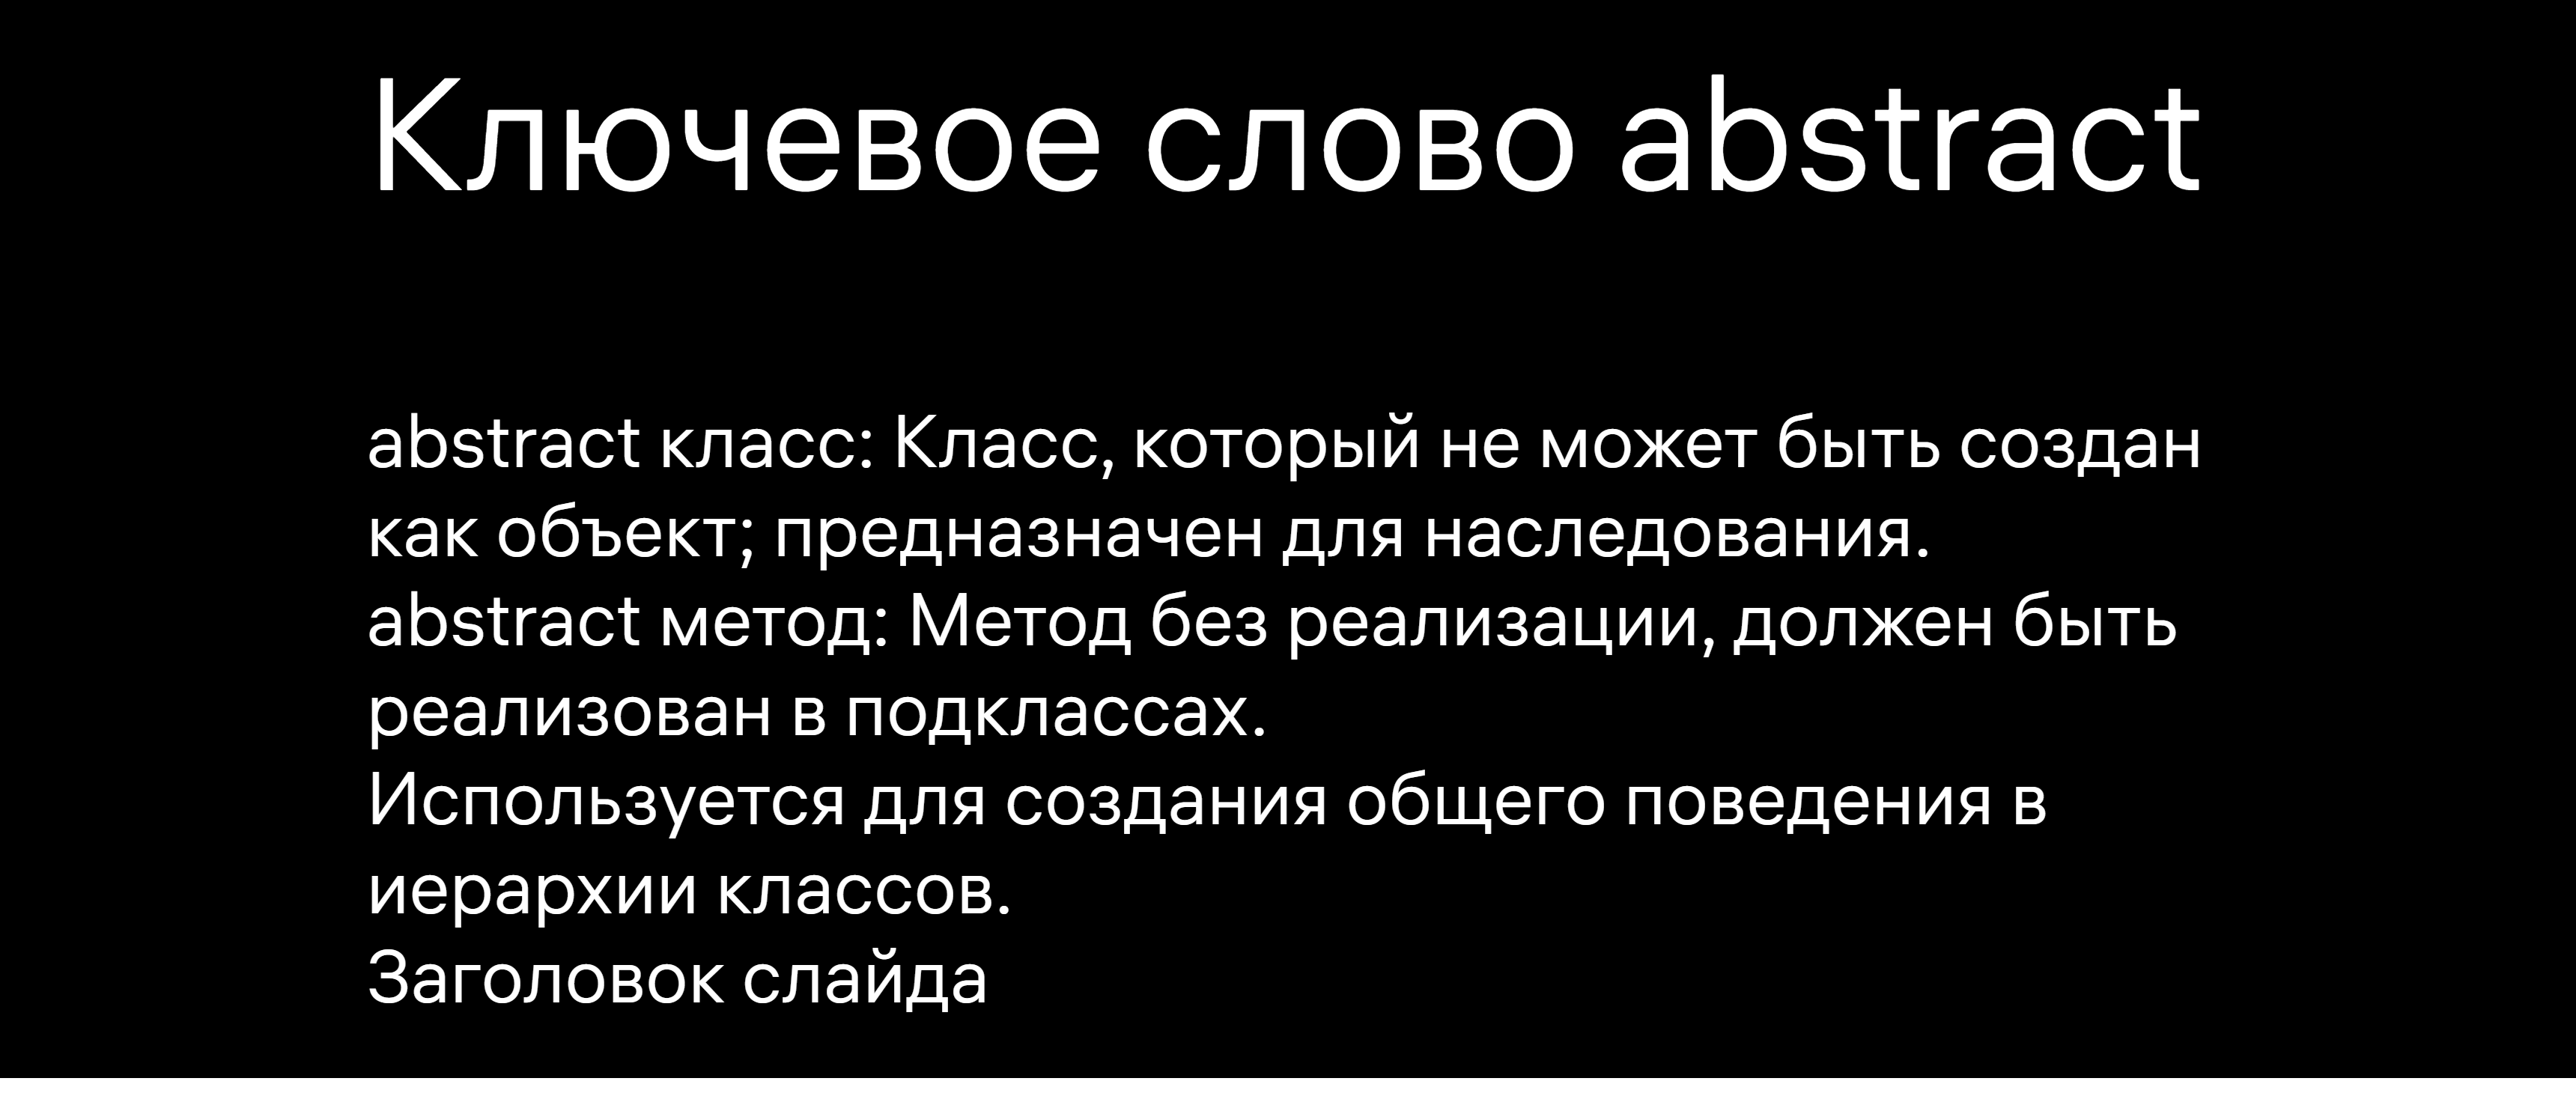 Ключевое слово abstract
abstract класс: Класс, который не может быть создан
как объект; предназначен для наследования.
abstract метод: Метод без реализации, должен быть
реализован в подклассах.
Используется для создания общего поведения в
иерархии классов.
Заголовок слайда